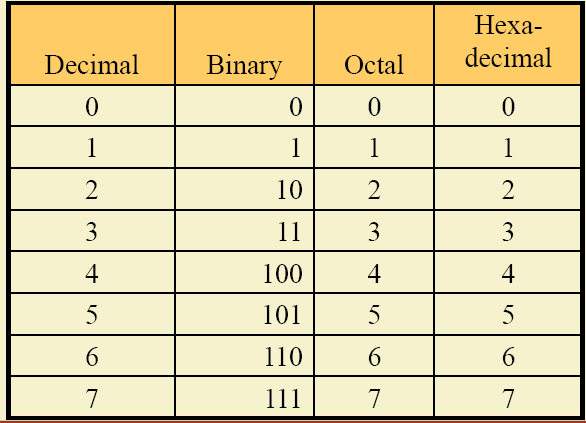 Decimal Binary Octal Hexa-
decimal
0 0 0 0
1 1 1 1
2 10 2 2
3 11 3 3
4 100 4 4
5 101 5 5
6 110 6 6
7 111 7 7